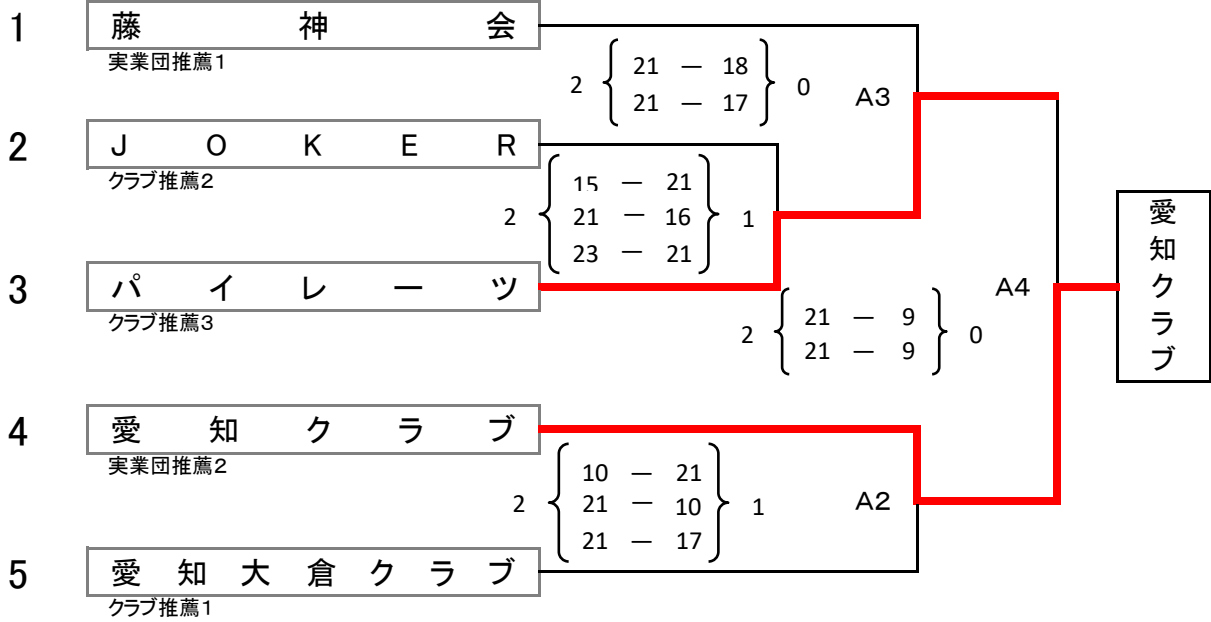 1 藤神会
実業団推薦1
2 { 21 — 18 } 0
21 — 17
A3
2 JOKER
クラブ推薦2
15 — 21
2 { 21 — 16 } 1
23 — 21
3 パイレーツ
クラブ推薦3
A4
2 { 21 — 9 } 0
21 — 9
愛知クラブ
4 愛知クラブ
実業団推薦2
10 — 21
2 { 21 — 10 } 1
21 — 17
A2
5 愛知大倉クラブ
クラブ推薦1